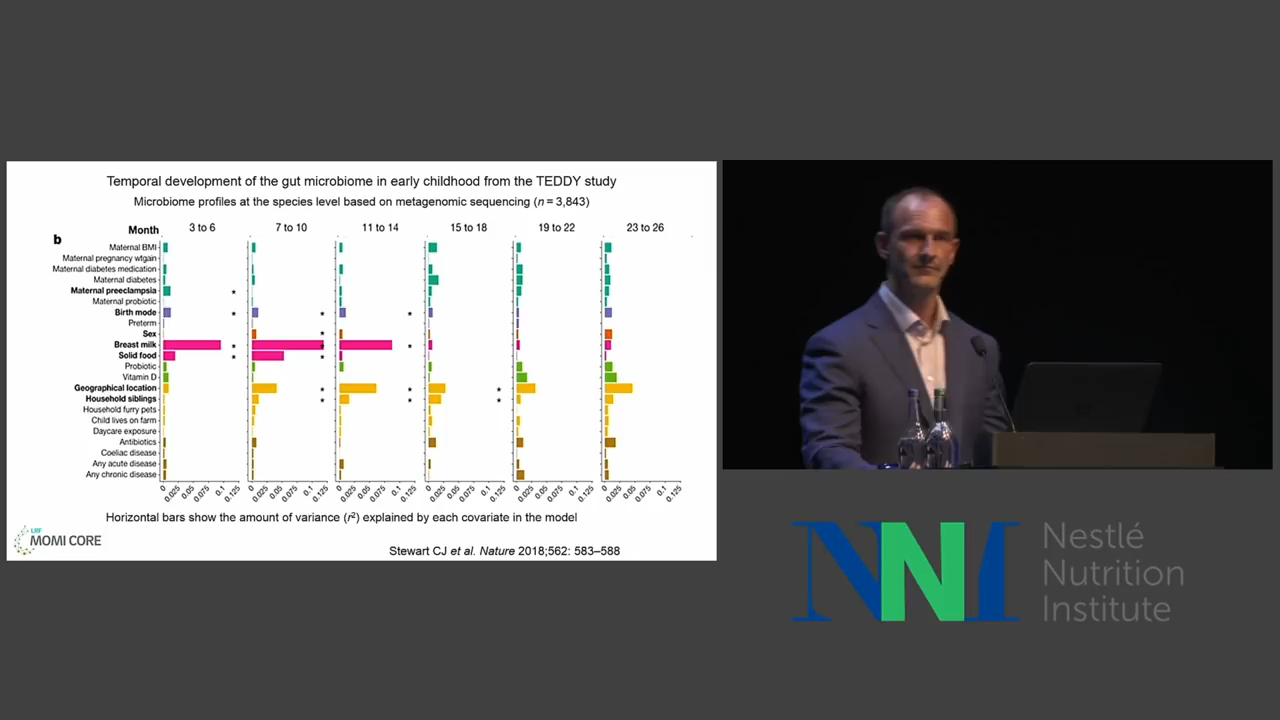 Temporal development of the gut microbiome in early childhood from the TEDDY study
Microbiome profiles at the species level based on metagenomic sequencing (n = 3,843)
b
Month 3 to 6 7 to 10 11 to 14 15 to 18 19 to 22 23 to 26
Maternal BMI
Maternal pregnancy wtgain
Maternal diabetes medication
Maternal diabetes
Maternal preeclampsia *
Maternal probiotic
Birth mode * * *
Preterm
Sex *
Breast milk * * *
Solid food * *
Probiotic
Vitamin D
Geographical location * * *
Household siblings * * *
Household furry pets
Child lives on farm
Daycare exposure
Antibiotics
Coeliac disease
Any acute disease
Any chronic disease
0 0.025 0.05 0.075 0.1 0.125 0 0.025 0.05 0.075 0.1 0.125 0 0.025 0.05 0.075 0.1 0.125 0 0.025 0.05 0.075 0.1 0.125 0 0.025 0.05 0.075 0.1 0.125 0 0.025 0.05 0.075 0.1 0.125
Horizontal bars show the amount of variance (r²) explained by each covariate in the model
LRF
MOMI CORE
Stewart CJ et al. Nature 2018;562: 583–588
NNI
Nestlé
Nutrition
Institute